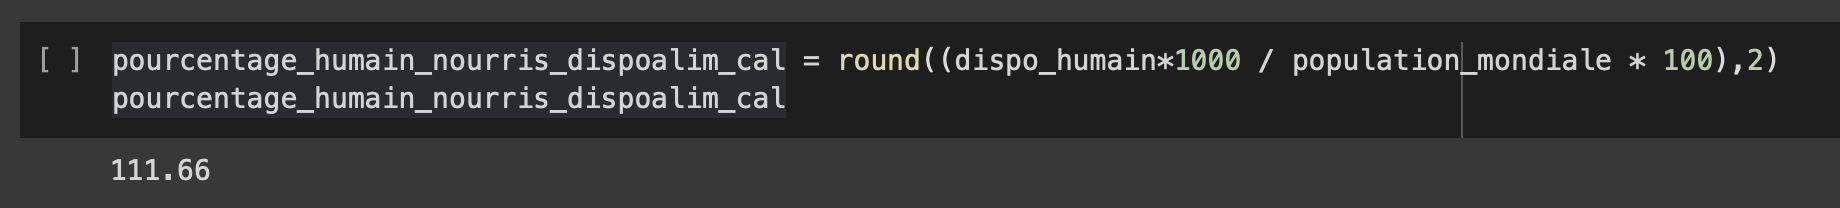 [ ] pourcentage_humain_nourris_dispoalim_cal = round((dispo_humain*1000 / population_mondiale * 100),2)
pourcentage_humain_nourris_dispoalim_cal
111.66